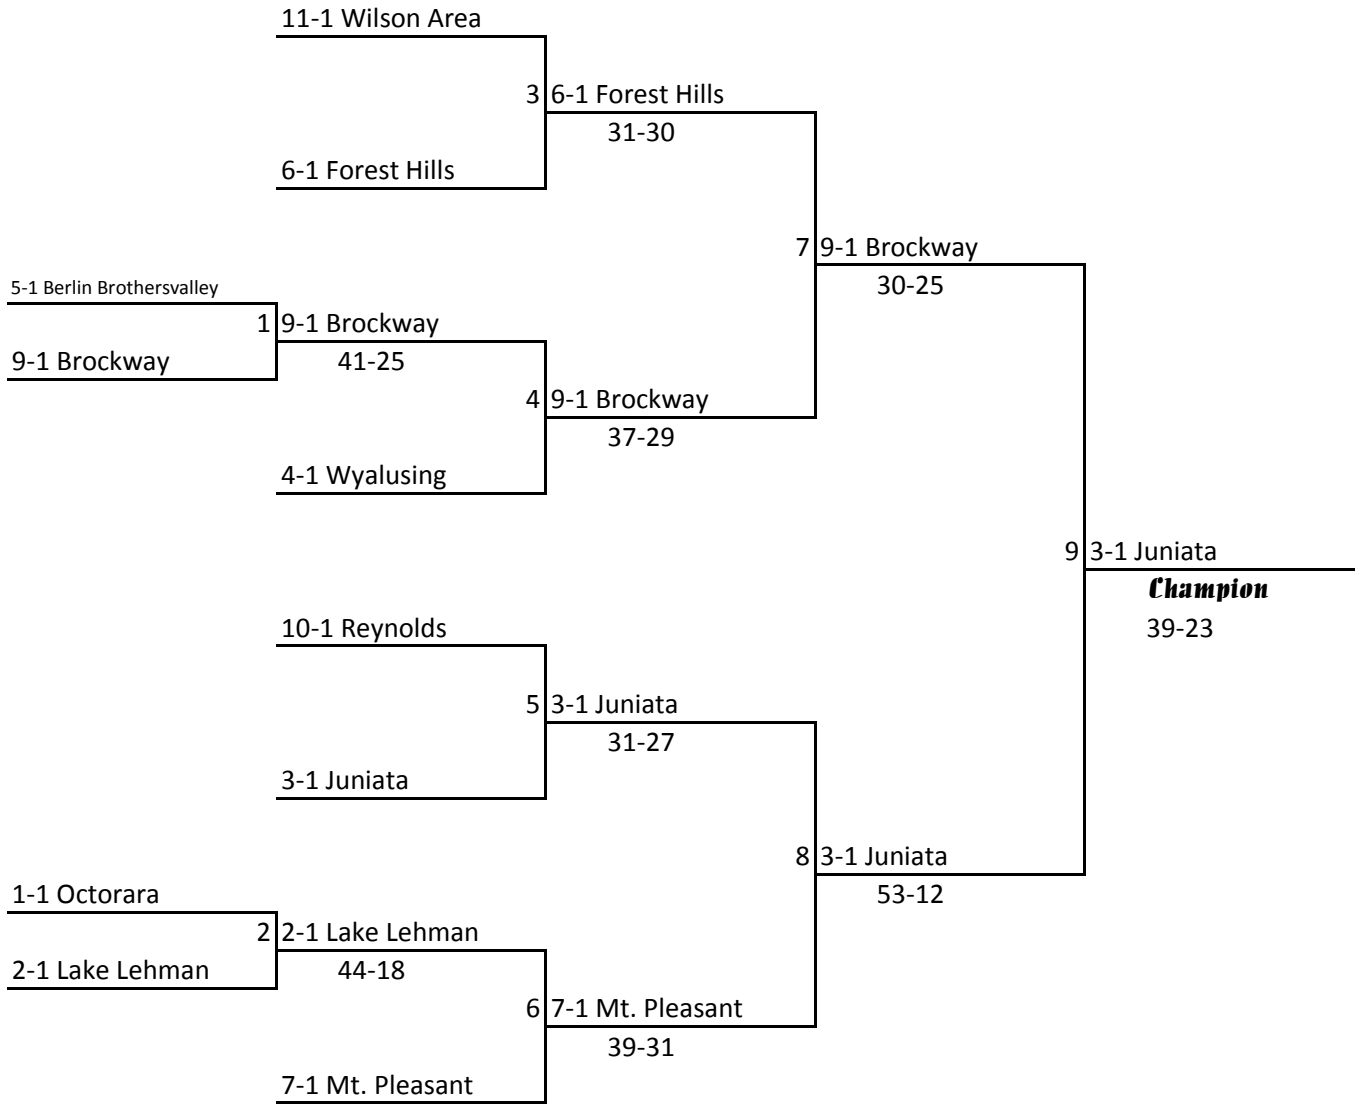 11-1 Wilson Area
3 6-1 Forest Hills
31-30
6-1 Forest Hills
7 9-1 Brockway
30-25
5-1 Berlin Brothersvalley
1 9-1 Brockway
9-1 Brockway
41-25
4 9-1 Brockway
37-29
4-1 Wyalusing
9 3-1 Juniata
Champion
39-23
10-1 Reynolds
5 3-1 Juniata
31-27
3-1 Juniata
8 3-1 Juniata
53-12
1-1 Octorara
2 2-1 Lake Lehman
2-1 Lake Lehman
44-18
6 7-1 Mt. Pleasant
39-31
7-1 Mt. Pleasant